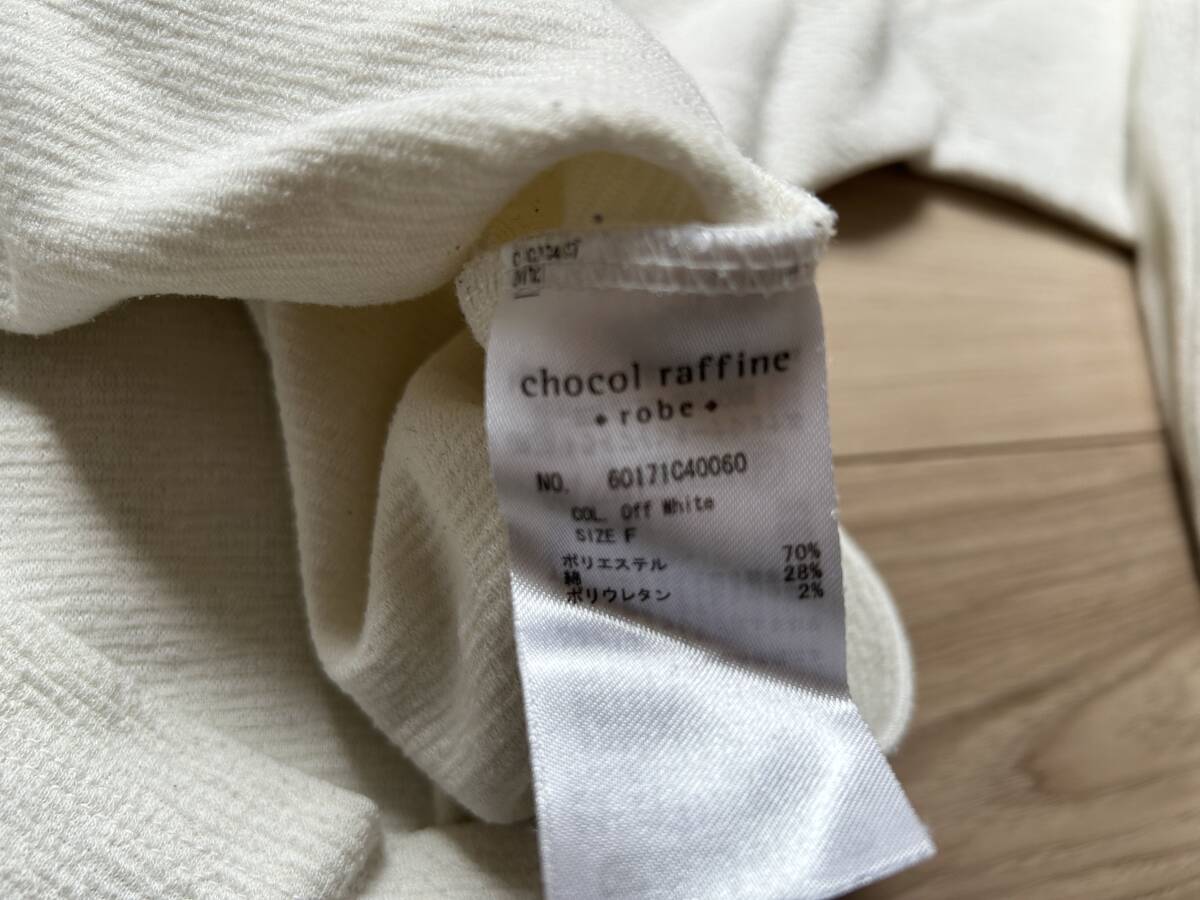 chocol raffine
robe
NO. 60171C40060
COL. Off White
SIZE F
ポリエステル 70%
綿 28%
ポリウレタン 2%